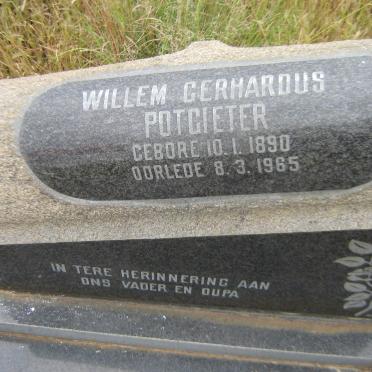 WILLEM GERHARDUS
POTGIETER
GEBORE 10.1.1890
OORLEDE 8.3.1965
IN TERE HERINNERING AAN
ONS VADER EN OUPA